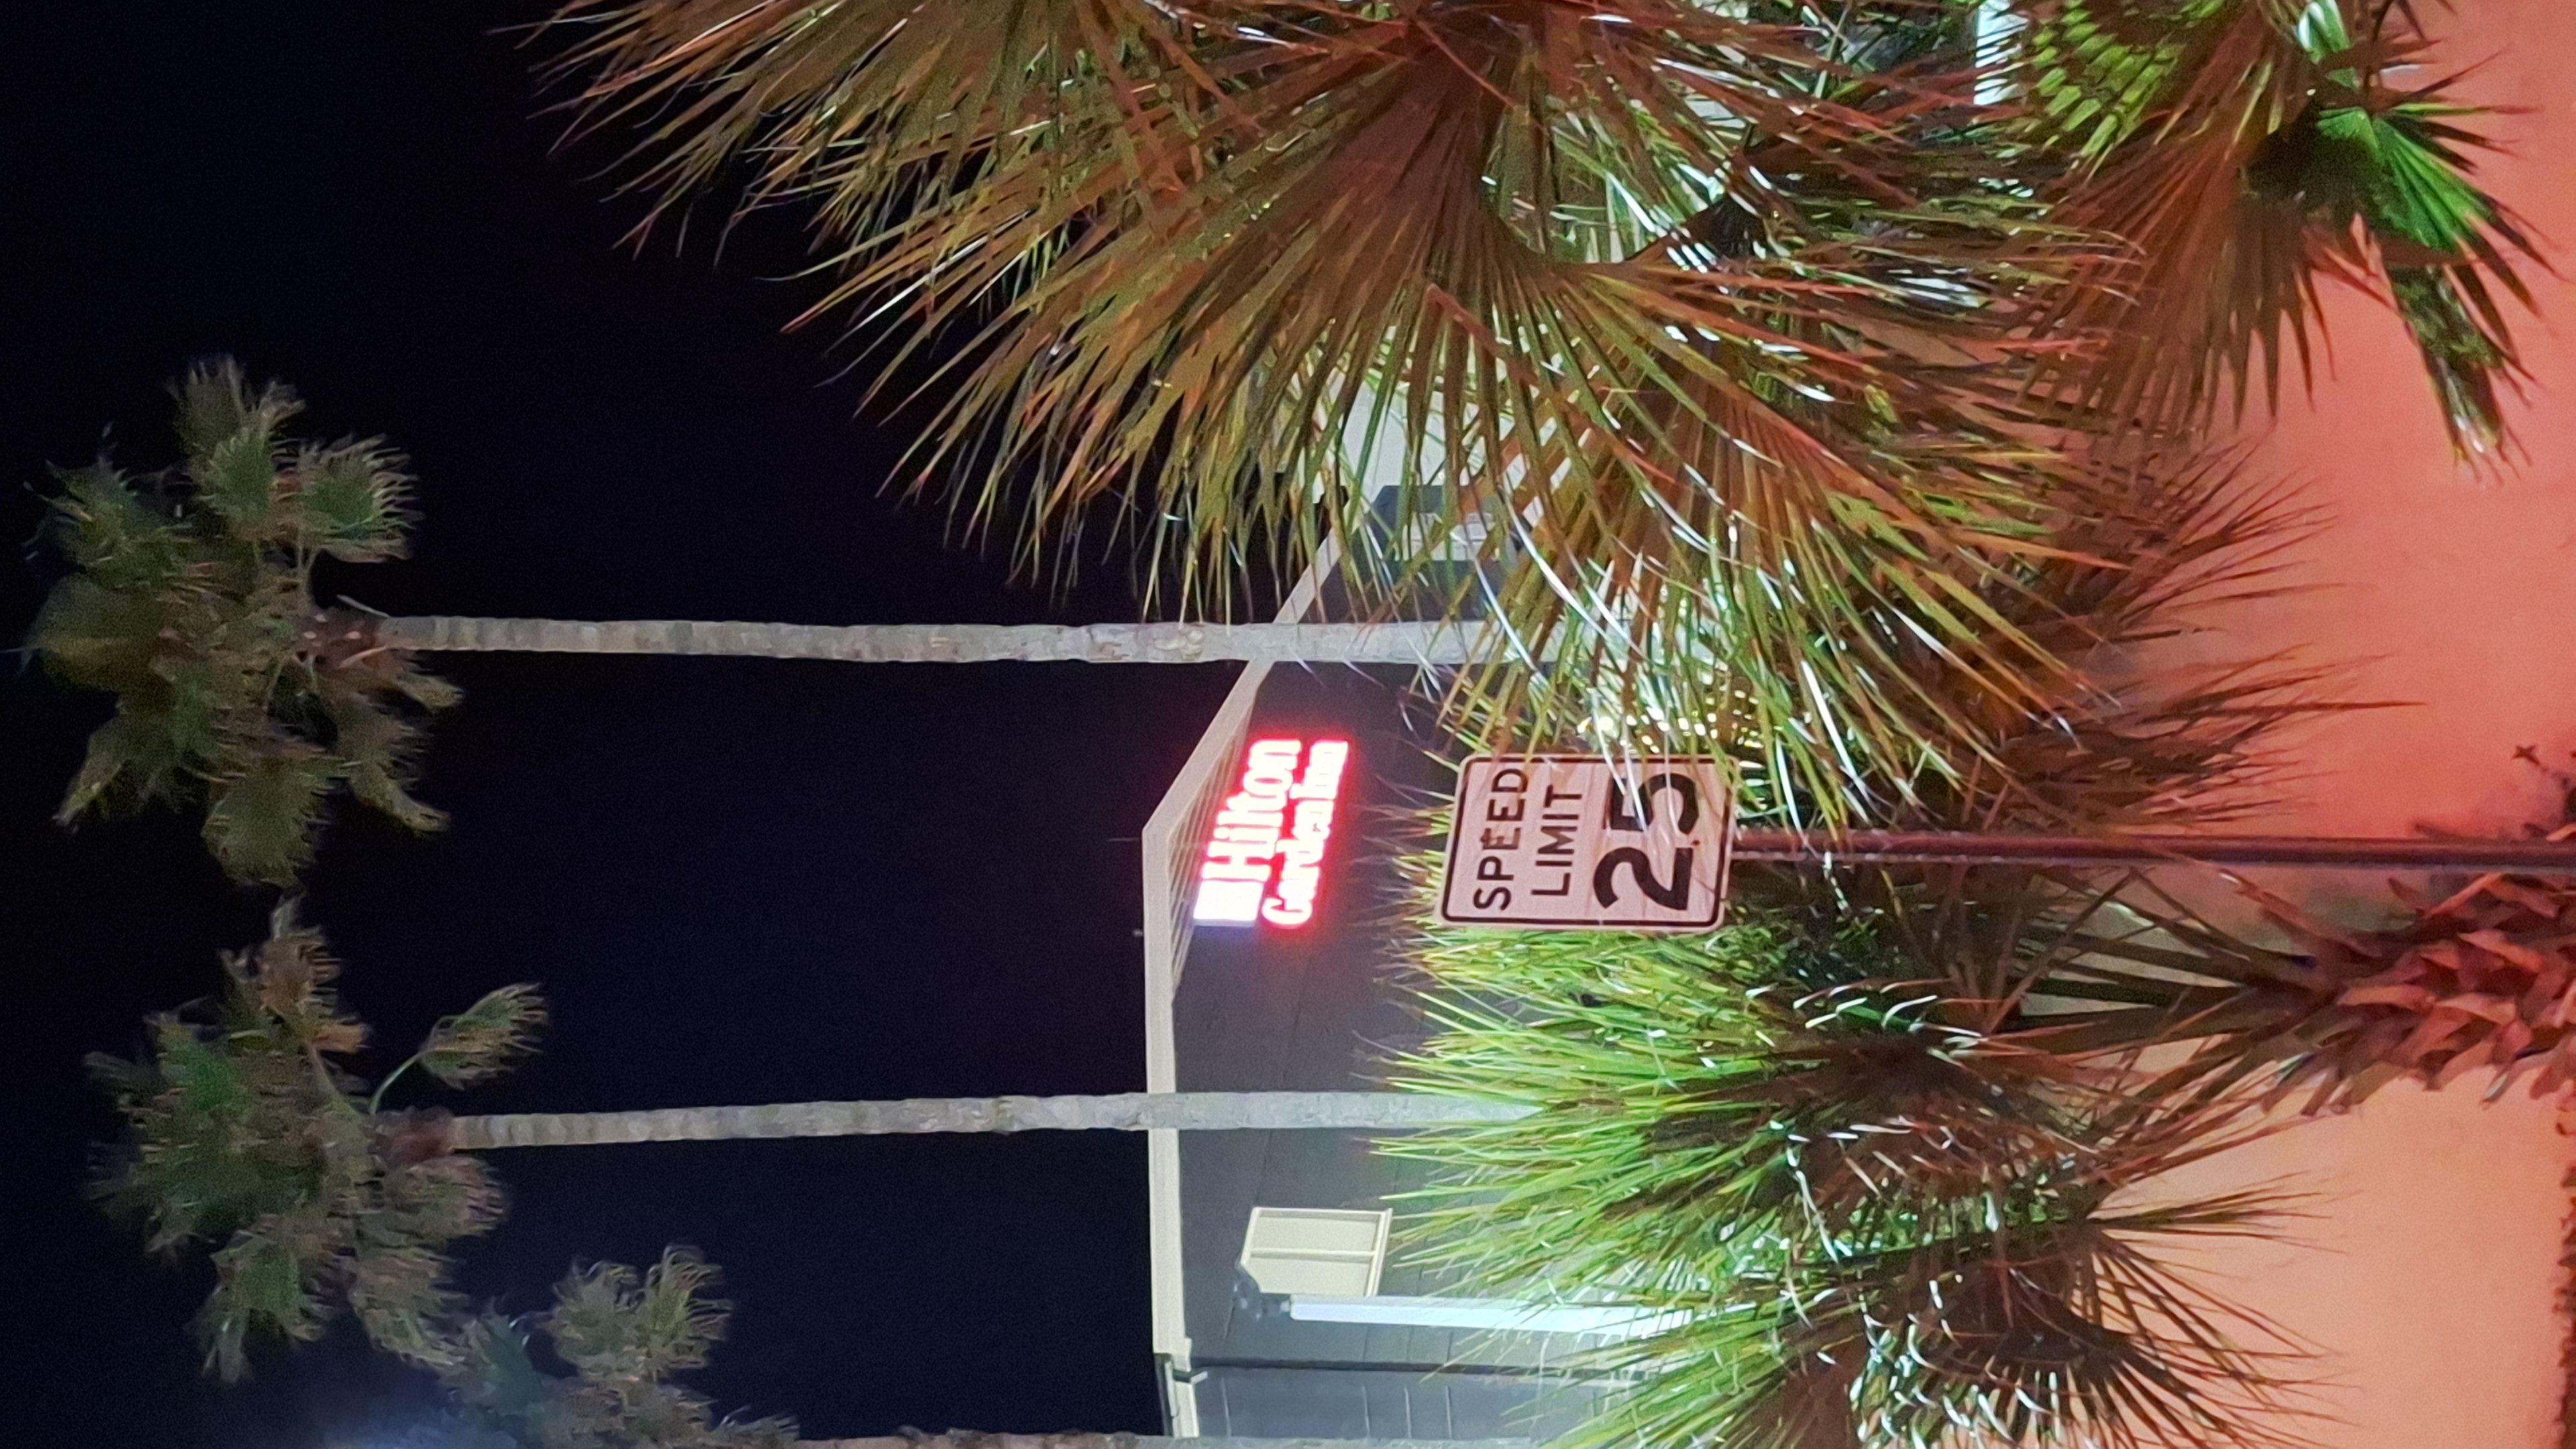 Hilton
Garden Inn
SPEED
LIMIT
25